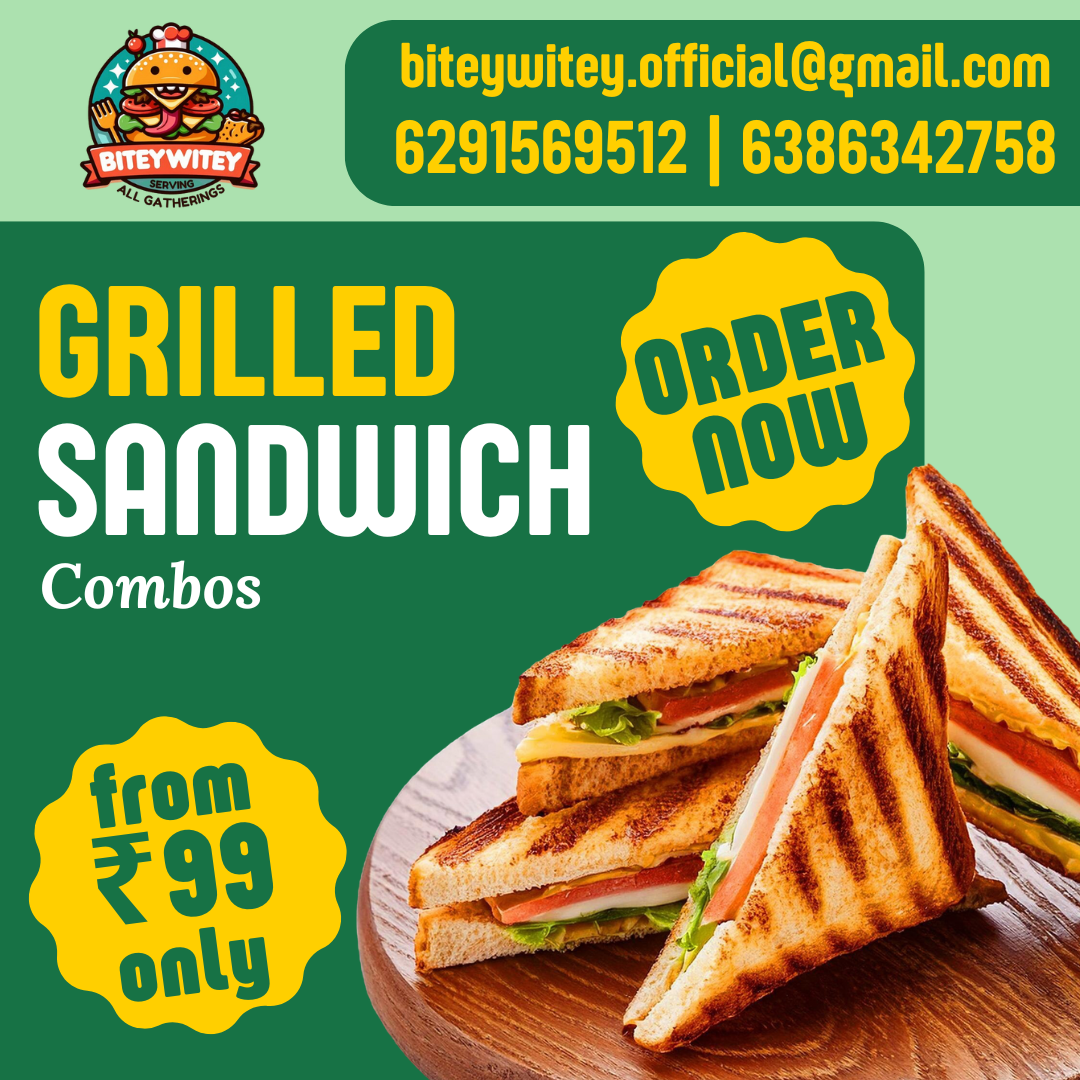 BITEYWITEY
SERVING
ALL GATHERINGS
biteywitey.official@gmail.com
6291569512 | 6386342758
GRILLED
SANDWICH
Combos
ORDER
NOW
from
₹99
only